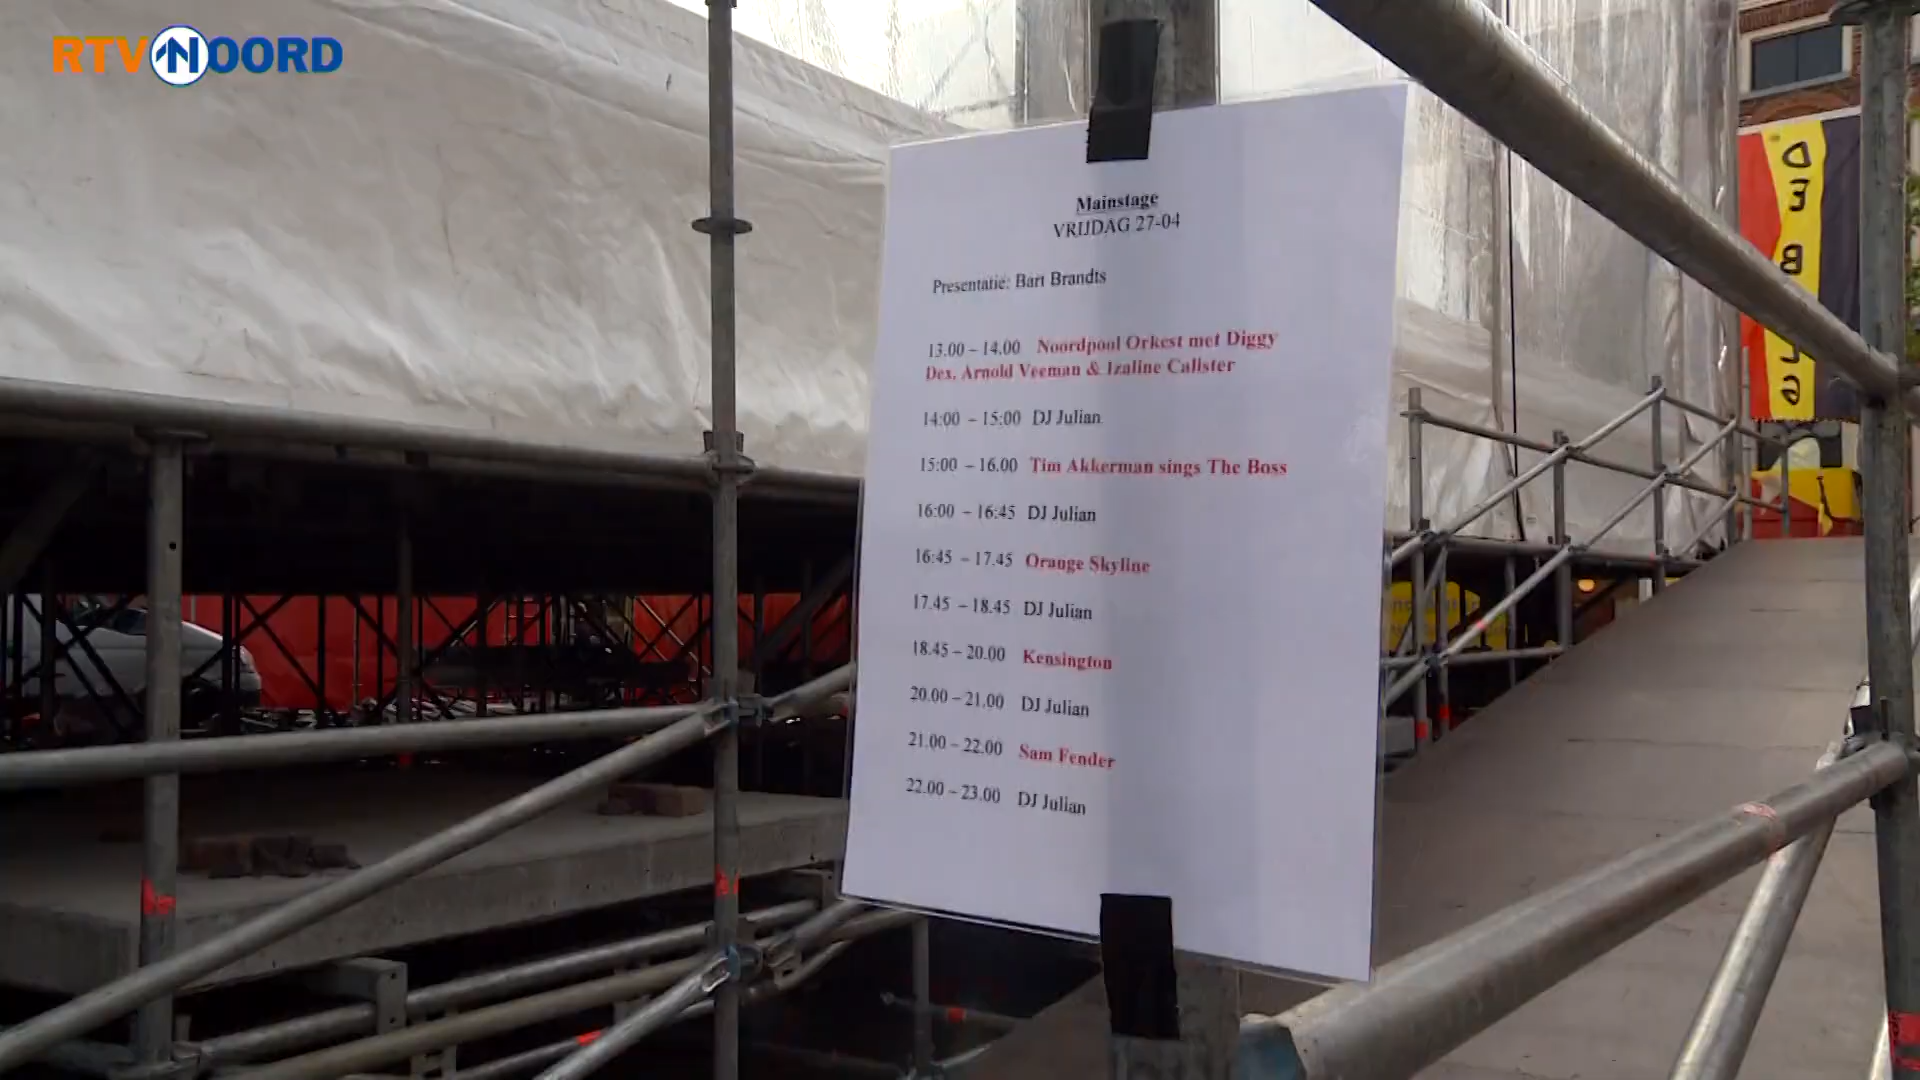 RTV NOORD
Mainstage
VRIJDAG 27-04
Presentatie: Bart Brandts
13.00 – 14.00 Noordpool Orkest met Diggy
Dex, Arnold Veeman & Izaline Calister
14:00 – 15:00 DJ Julian
15:00 – 16.00 Tim Akkerman sings The Boss
16:00 – 16:45 DJ Julian
16:45 – 17.45 Orange Skyline
17.45 – 18.45 DJ Julian
18.45 – 20.00 Kensington
20.00 – 21.00 DJ Julian
21.00 – 22.00 Sam Fender
22.00 – 23.00 DJ Julian
DE